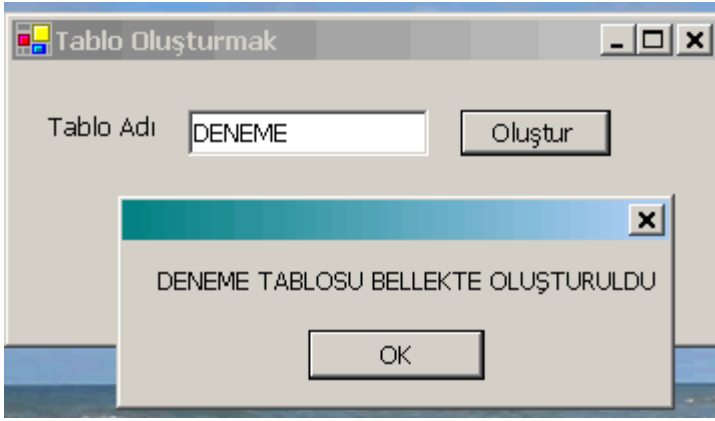 Tablo Oluşturmak
Tablo Adı DENEME Oluştur
DENEME TABLOSU BELLEKTE OLUŞTURULDU
OK